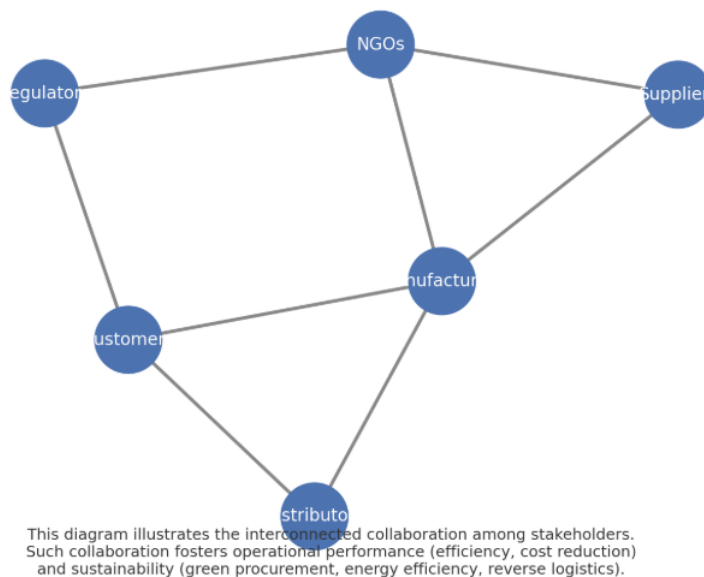 NGOs
egulator
Supplier
nufactur
ustomer
stributo
This diagram illustrates the interconnected collaboration among stakeholders.
Such collaboration fosters operational performance (efficiency, cost reduction)
and sustainability (green procurement, energy efficiency, reverse logistics).